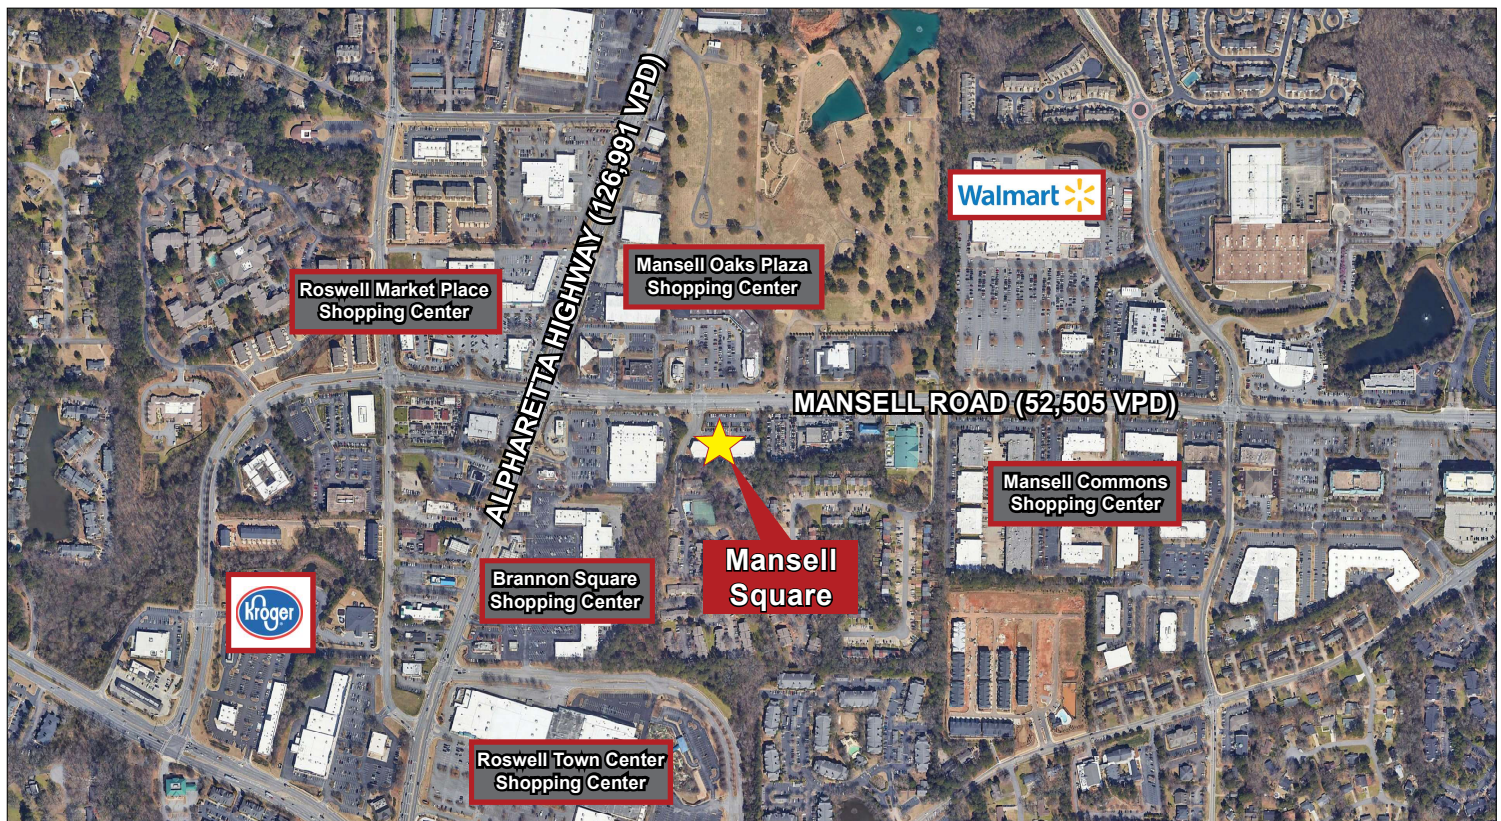 ALPHARETTA HIGHWAY (126,991 VPD)
Walmart
Mansell Oaks Plaza
Shopping Center
Roswell Market Place
Shopping Center
MANSELL ROAD (52,505 VPD)
Mansell Commons
Shopping Center
Mansell
Square
Brannon Square
Shopping Center
Kroger
Roswell Town Center
Shopping Center